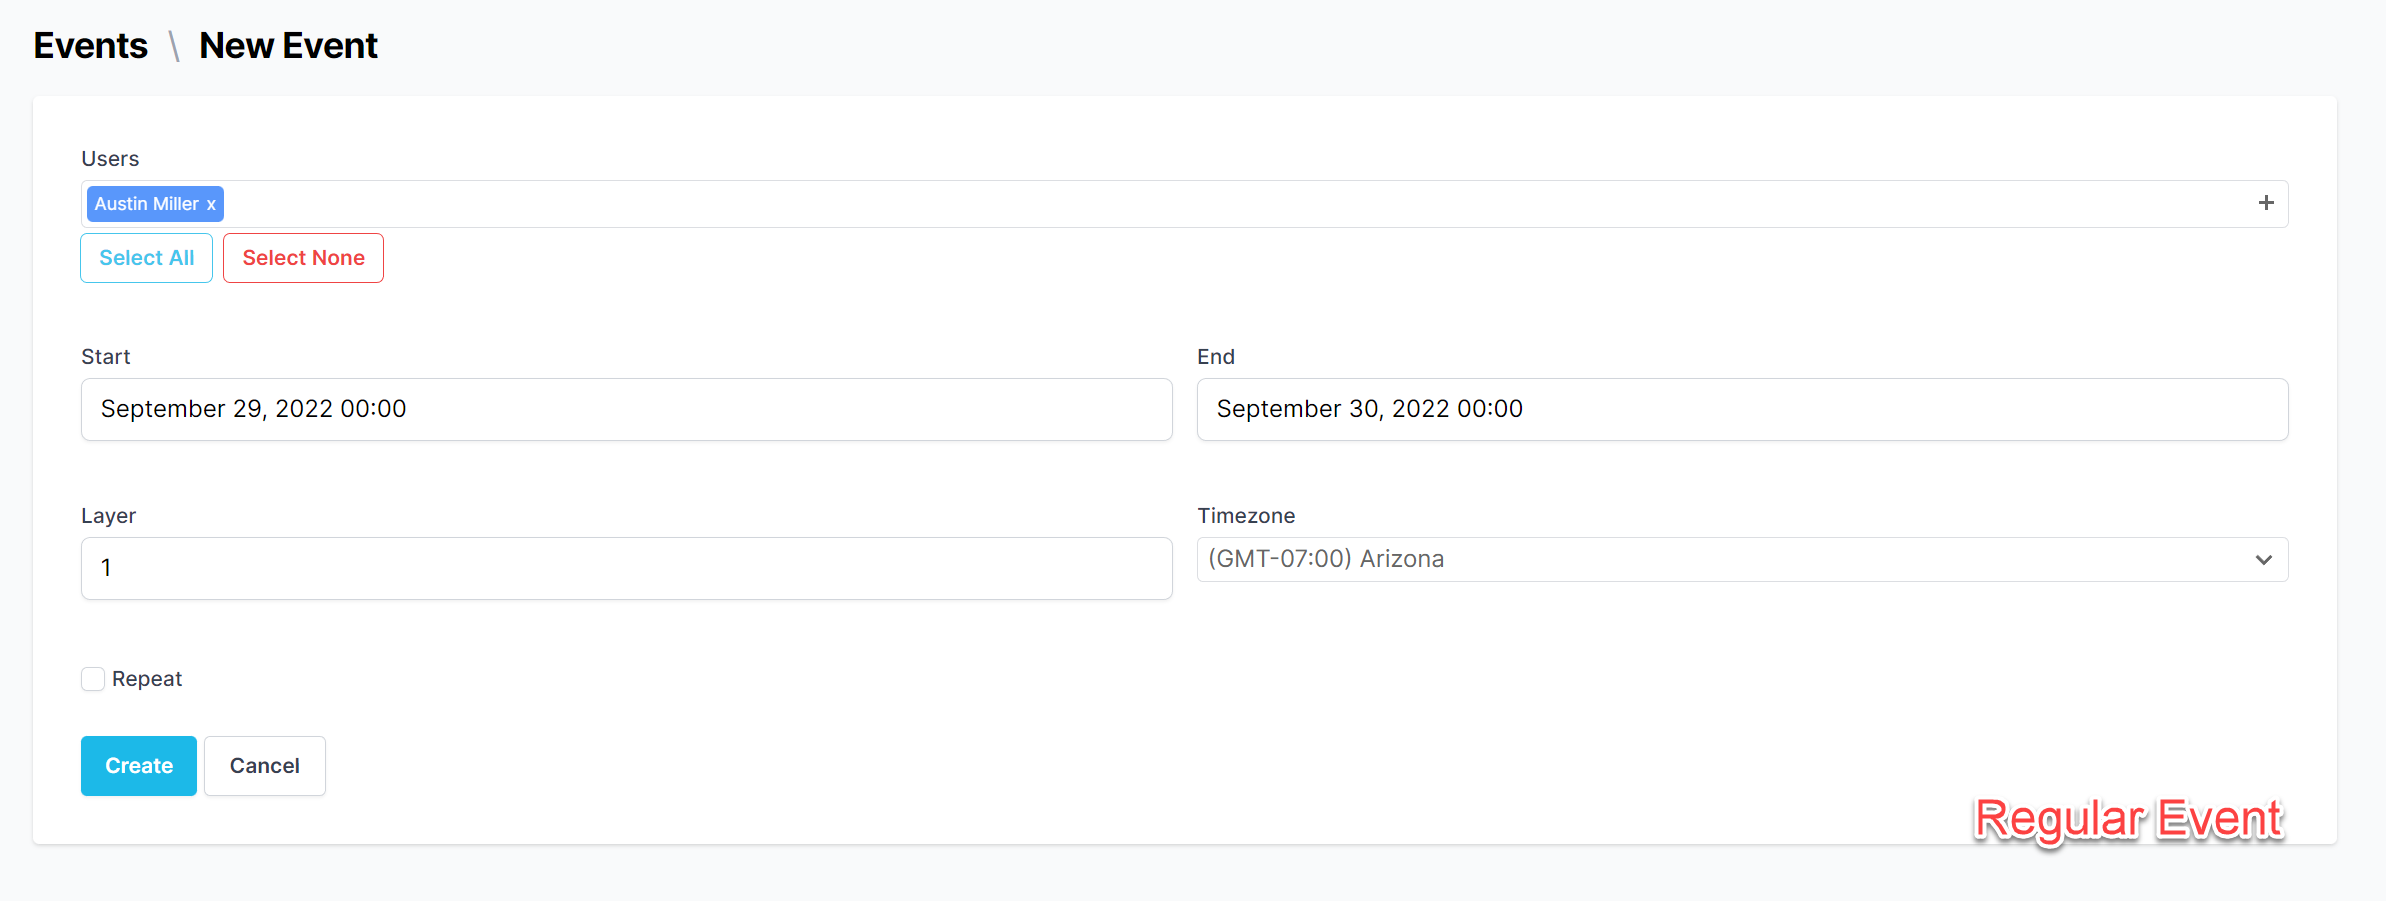 Events \ New Event
Users
Austin Miller x
+
Select All Select None
Start End
September 29, 2022 00:00 September 30, 2022 00:00
Layer Timezone
1 (GMT-07:00) Arizona
Repeat
Create Cancel
Regular Event